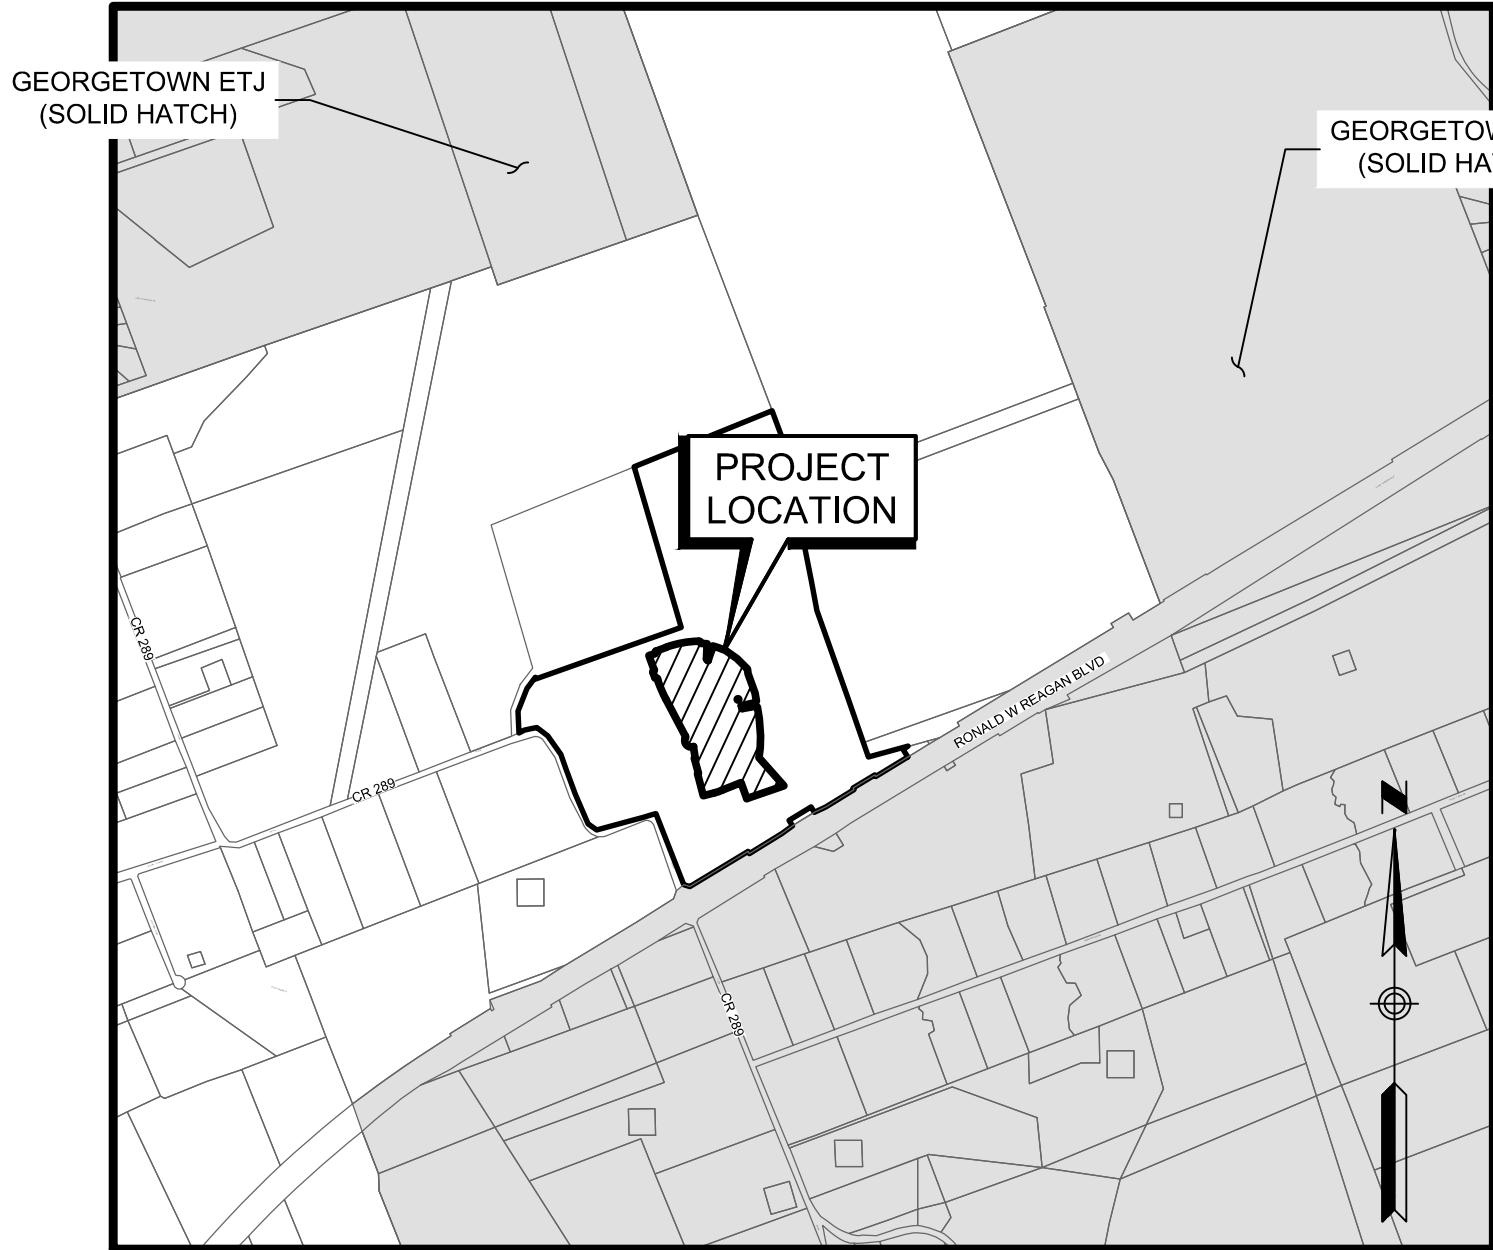 GEORGETOWN ETJ
(SOLID HATCH)
GEORGETOW
(SOLID HA
PROJECT
LOCATION
CR 289
RONALD W REAGAN BLVD
CR 289
CR 289
N